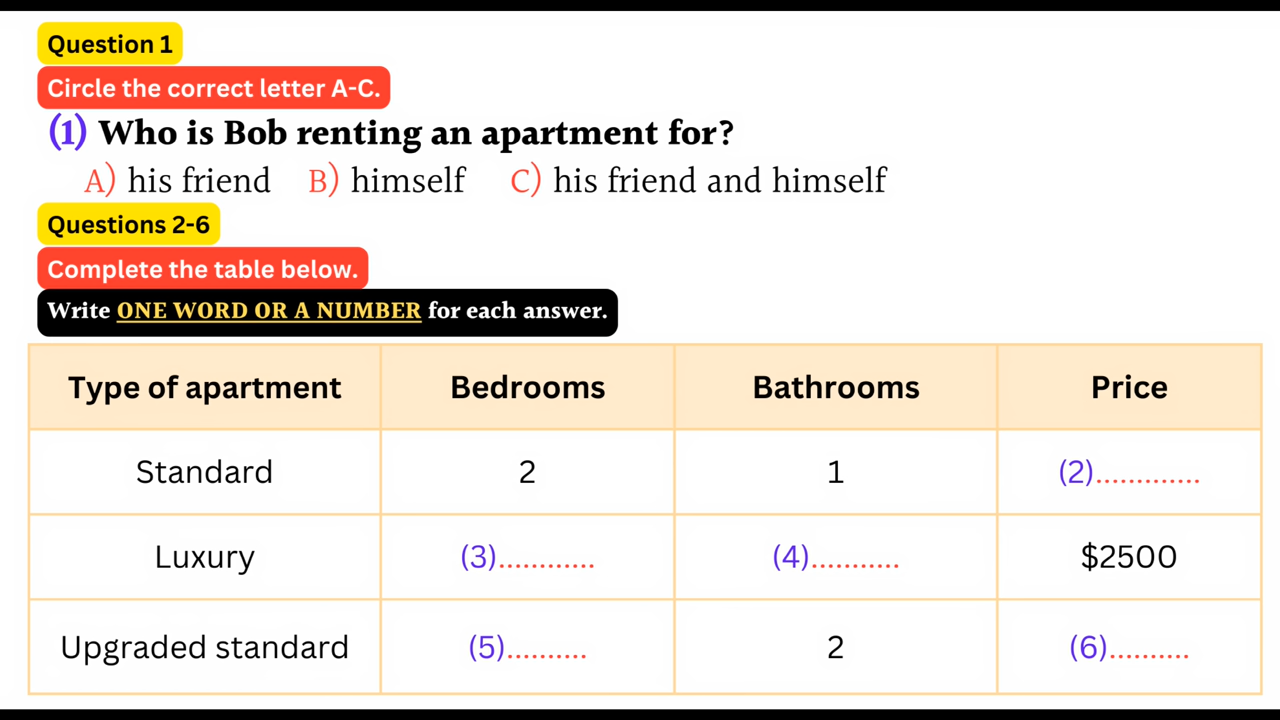 Question 1
Circle the correct letter A-C.
(1) Who is Bob renting an apartment for?
A) his friend B) himself C) his friend and himself
Questions 2-6
Complete the table below.
Write ONE WORD OR A NUMBER for each answer.
Type of apartment Bedrooms Bathrooms Price
Standard 2 1 (2).............
Luxury (3)............ (4)........... $2500
Upgraded standard (5).......... 2 (6)..........